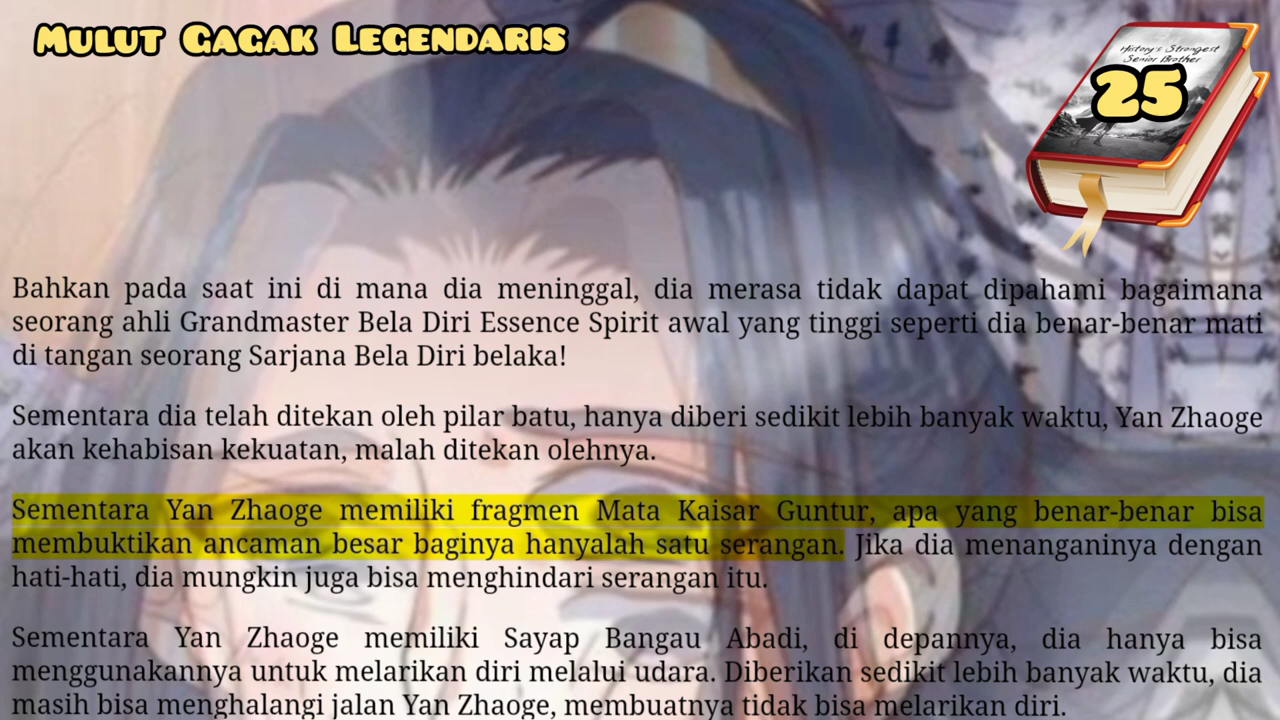 Mulut Gagak Legendaris
History's Strongest
Senior Brother
25
Bahkan pada saat ini di mana dia meninggal, dia merasa tidak dapat dipahami bagaimana
seorang ahli Grandmaster Bela Diri Essence Spirit awal yang tinggi seperti dia benar-benar mati
di tangan seorang Sarjana Bela Diri belaka!
Sementara dia telah ditekan oleh pilar batu, hanya diberi sedikit lebih banyak waktu, Yan Zhaoge
akan kehabisan kekuatan, malah ditekan olehnya.
Sementara Yan Zhaoge memiliki fragmen Mata Kaisar Guntur, apa yang benar-benar bisa
membuktikan ancaman besar baginya hanyalah satu serangan. Jika dia menanganinya dengan
hati-hati, dia mungkin juga bisa menghindari serangan itu.
Sementara Yan Zhaoge memiliki Sayap Bangau Abadi, di depannya, dia hanya bisa
menggunakannya untuk melarikan diri melalui udara. Diberikan sedikit lebih banyak waktu, dia
masih bisa menghalangi jalan Yan Zhaoge, membuatnya tidak bisa melarikan diri.